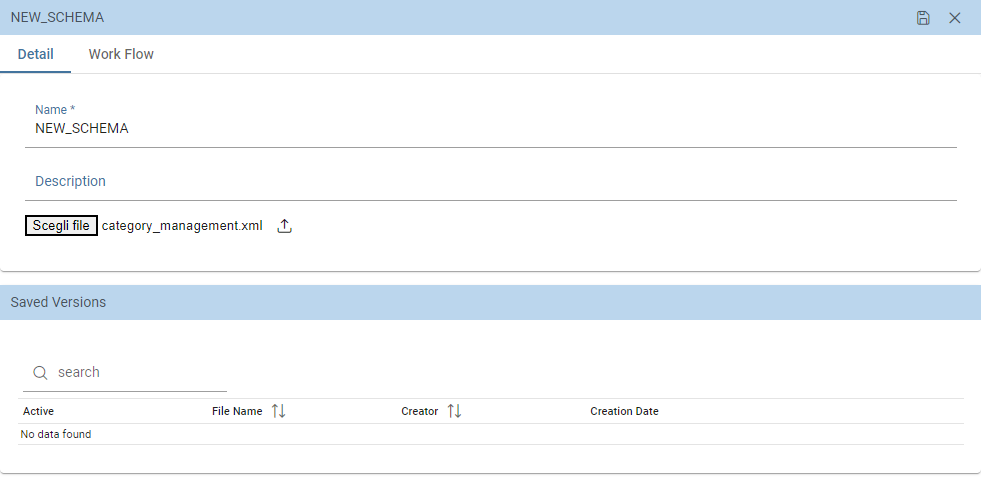 NEW_SCHEMA
Detail Work Flow
Name *
NEW_SCHEMA
Description
Scegli file category_management.xml
Saved Versions
search
Active File Name Creator Creation Date
No data found